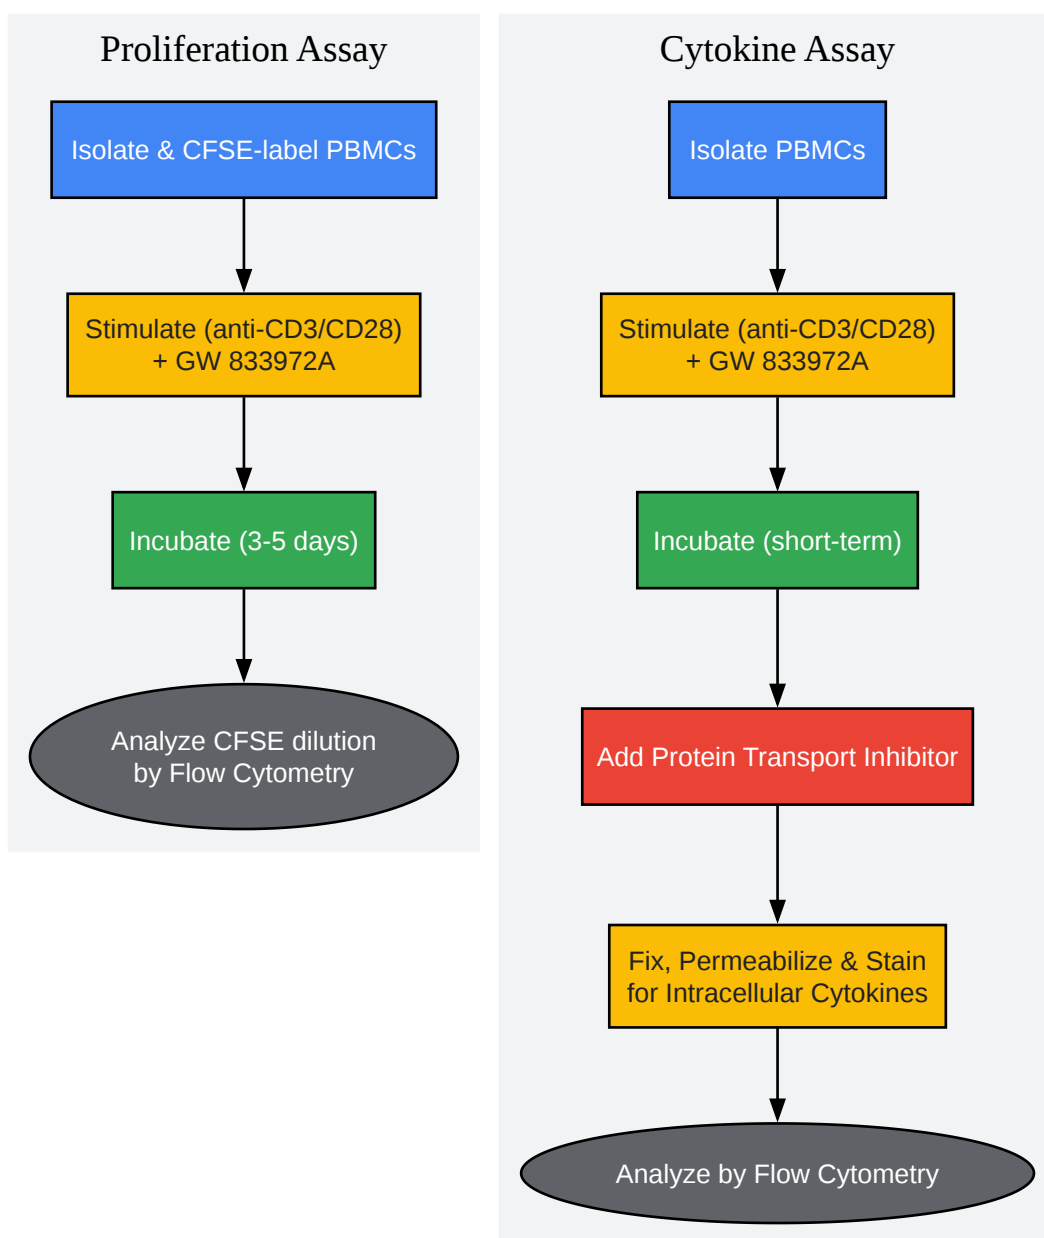 Proliferation Assay
Isolate & CFSE-label PBMCs
Stimulate (anti-CD3/CD28)
+ GW 833972A
Incubate (3-5 days)
Analyze CFSE dilution
by Flow Cytometry
Cytokine Assay
Isolate PBMCs
Stimulate (anti-CD3/CD28)
+ GW 833972A
Incubate (short-term)
Add Protein Transport Inhibitor
Fix, Permeabilize & Stain
for Intracellular Cytokines
Analyze by Flow Cytometry